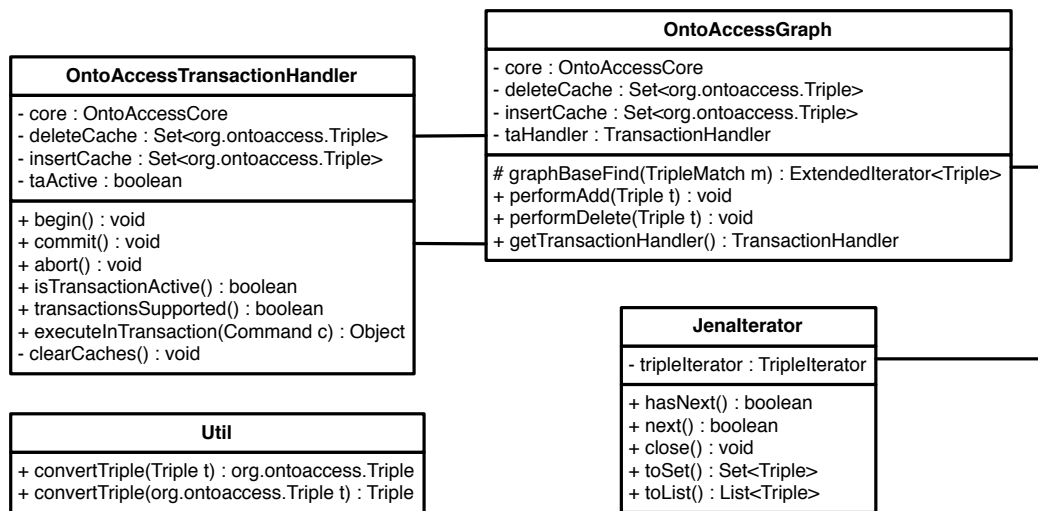 OntoAccessTransactionHandler
- core : OntoAccessCore
- deleteCache : Set<org.ontoaccess.Triple>
- insertCache : Set<org.ontoaccess.Triple>
- taActive : boolean
+ begin() : void
+ commit() : void
+ abort() : void
+ isTransactionActive() : boolean
+ transactionsSupported() : boolean
+ executeInTransaction(Command c) : Object
- clearCaches() : void
OntoAccessGraph
- core : OntoAccessCore
- deleteCache : Set<org.ontoaccess.Triple>
- insertCache : Set<org.ontoaccess.Triple>
- taHandler : TransactionHandler
# graphBaseFind(TripleMatch m) : ExtendedIterator<Triple>
+ performAdd(Triple t) : void
+ performDelete(Triple t) : void
+ getTransactionHandler() : TransactionHandler
Util
+ convertTriple(Triple t) : org.ontoaccess.Triple
+ convertTriple(org.ontoaccess.Triple t) : Triple
JenaIterator
- tripleIterator : TripleIterator
+ hasNext() : boolean
+ next() : boolean
+ close() : void
+ toSet() : Set<Triple>
+ toList() : List<Triple>